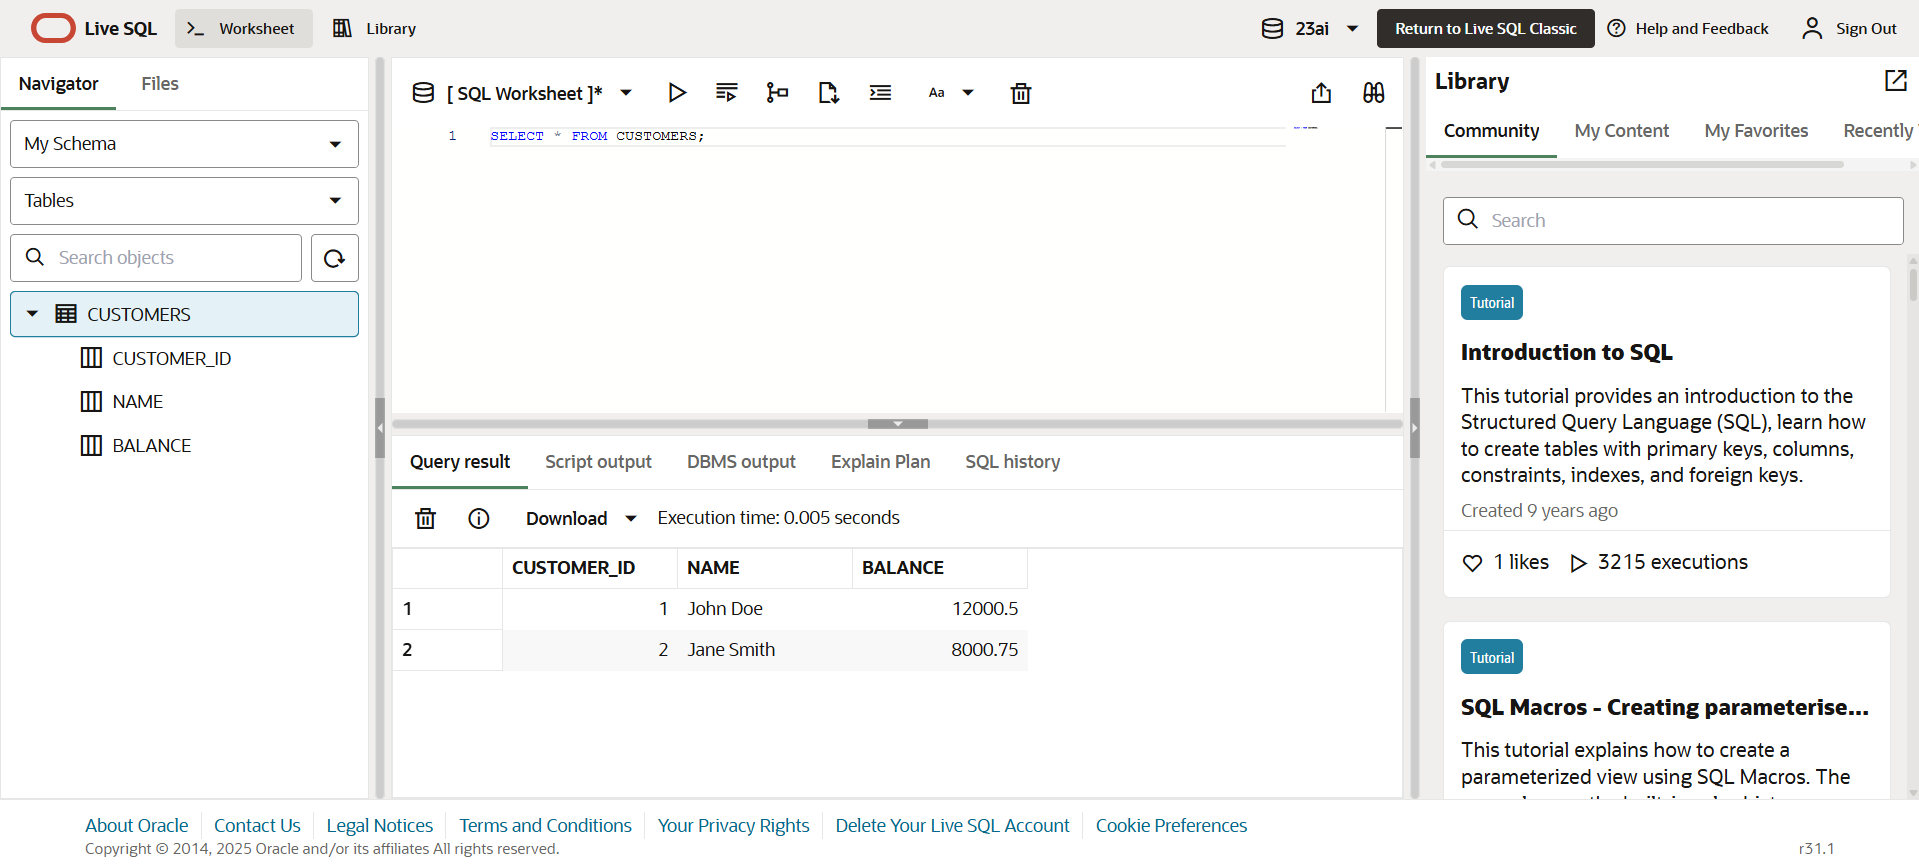 Live SQL Worksheet Library 23ai Return to Live SQL Classic Help and Feedback Sign Out
Navigator Files
My Schema
Tables
Search objects
CUSTOMERS
CUSTOMER_ID
NAME
BALANCE
[ SQL Worksheet ]* Aa
1 SELECT * FROM CUSTOMERS;
Query result Script output DBMS output Explain Plan SQL history
Download Execution time: 0.005 seconds
CUSTOMER_ID NAME BALANCE
1 1 John Doe 12000.5
2 2 Jane Smith 8000.75
Library
Community My Content My Favorites Recently
Search
Tutorial
Introduction to SQL
This tutorial provides an introduction to the
Structured Query Language (SQL), learn how
to create tables with primary keys, columns,
constraints, indexes, and foreign keys.
Created 9 years ago
1 likes 3215 executions
Tutorial
SQL Macros - Creating parameterise...
This tutorial explains how to create a
parameterized view using SQL Macros. The
About Oracle Contact Us Legal Notices Terms and Conditions Your Privacy Rights Delete Your Live SQL Account Cookie Preferences
Copyright © 2014, 2025 Oracle and/or its affiliates All rights reserved.
r31.1